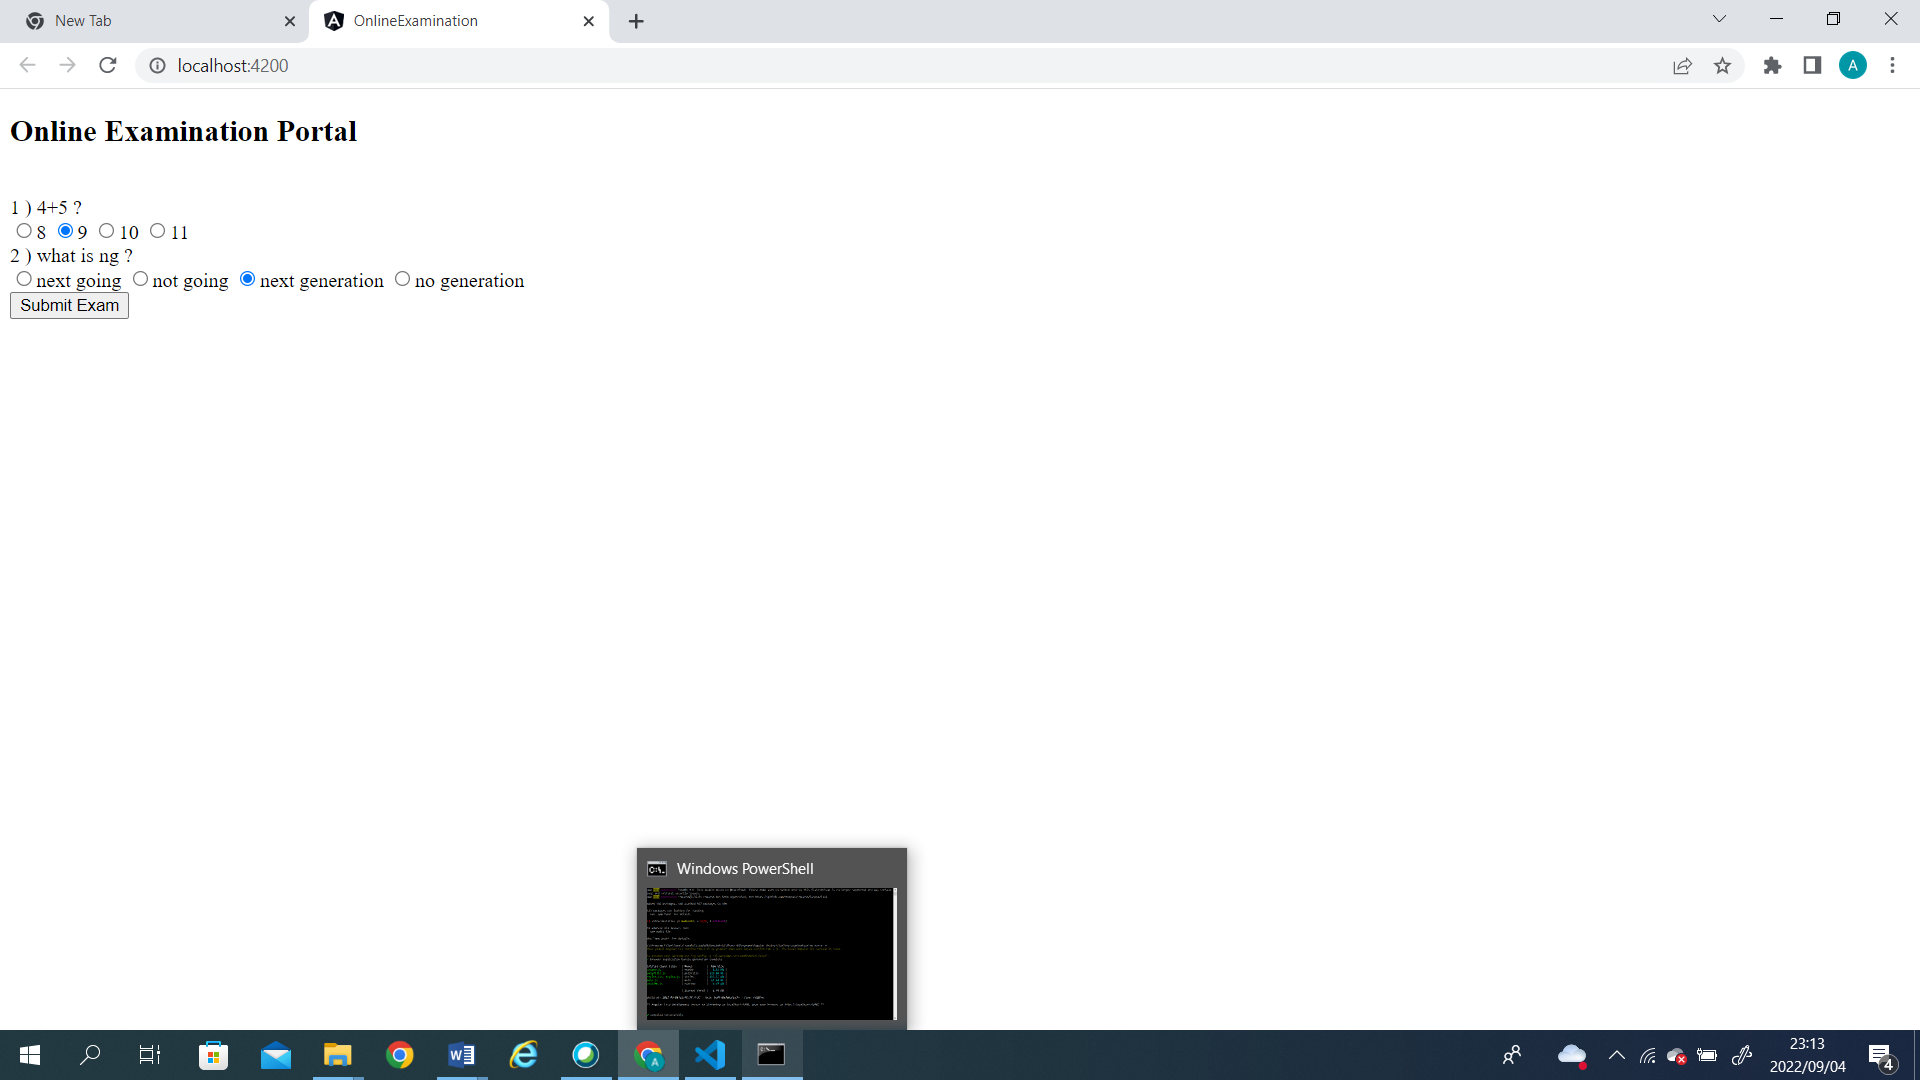 New Tab
OnlineExamination
localhost:4200
A
Online Examination Portal
1 ) 4+5 ?
8 9 10 11
2 ) what is ng ?
next going not going next generation no generation
Submit Exam
Windows PowerShell
23:13
2022/09/04
4